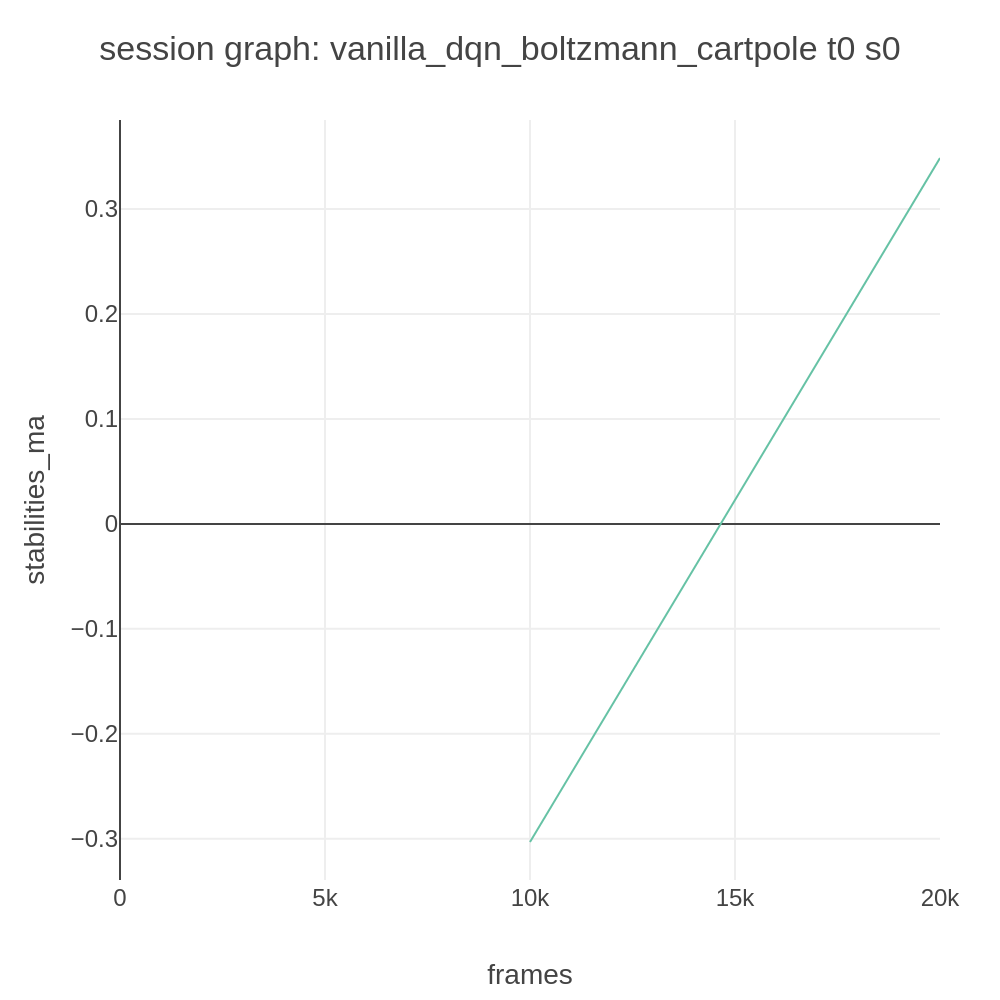 session graph: vanilla_dqn_boltzmann_cartpole t0 s0
0.3
0.2
0.1
0
−0.1
−0.2
−0.3
stabilities_ma
0 5k 10k 15k 20k
frames